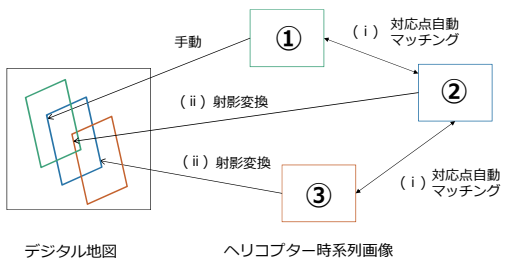 手動
①
(ⅰ) 対応点自動
マッチング
②
(ⅱ) 射影変換
(ⅱ) 射影変換
③
(ⅰ) 対応点自動
マッチング
デジタル地図
ヘリコプター時系列画像